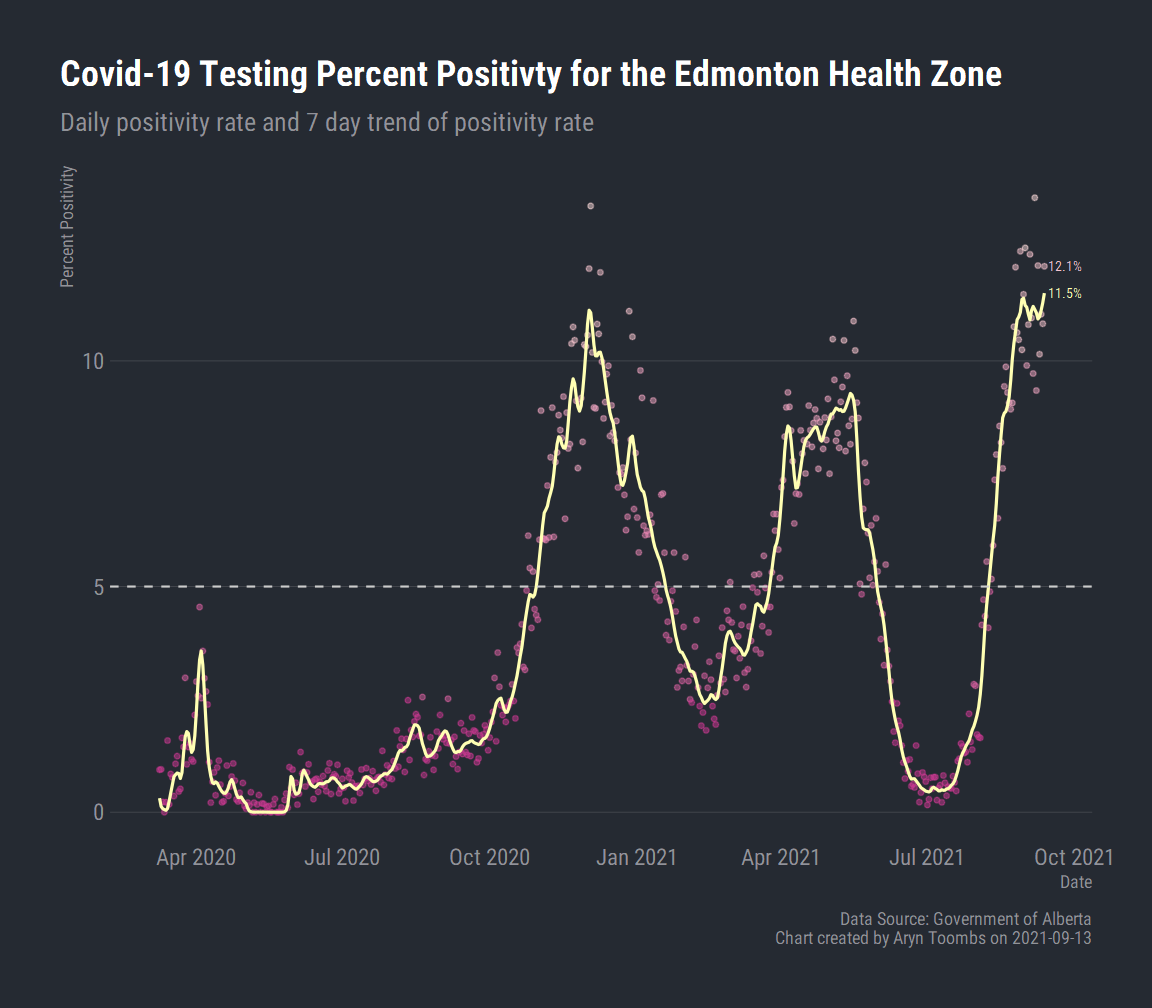 Covid-19 Testing Percent Positivty for the Edmonton Health Zone
Daily positivity rate and 7 day trend of positivity rate
Percent Positivity
12.1%
11.5%
10
5
0
Apr 2020 Jul 2020 Oct 2020 Jan 2021 Apr 2021 Jul 2021 Oct 2021
Date
Data Source: Government of Alberta
Chart created by Aryn Toombs on 2021-09-13